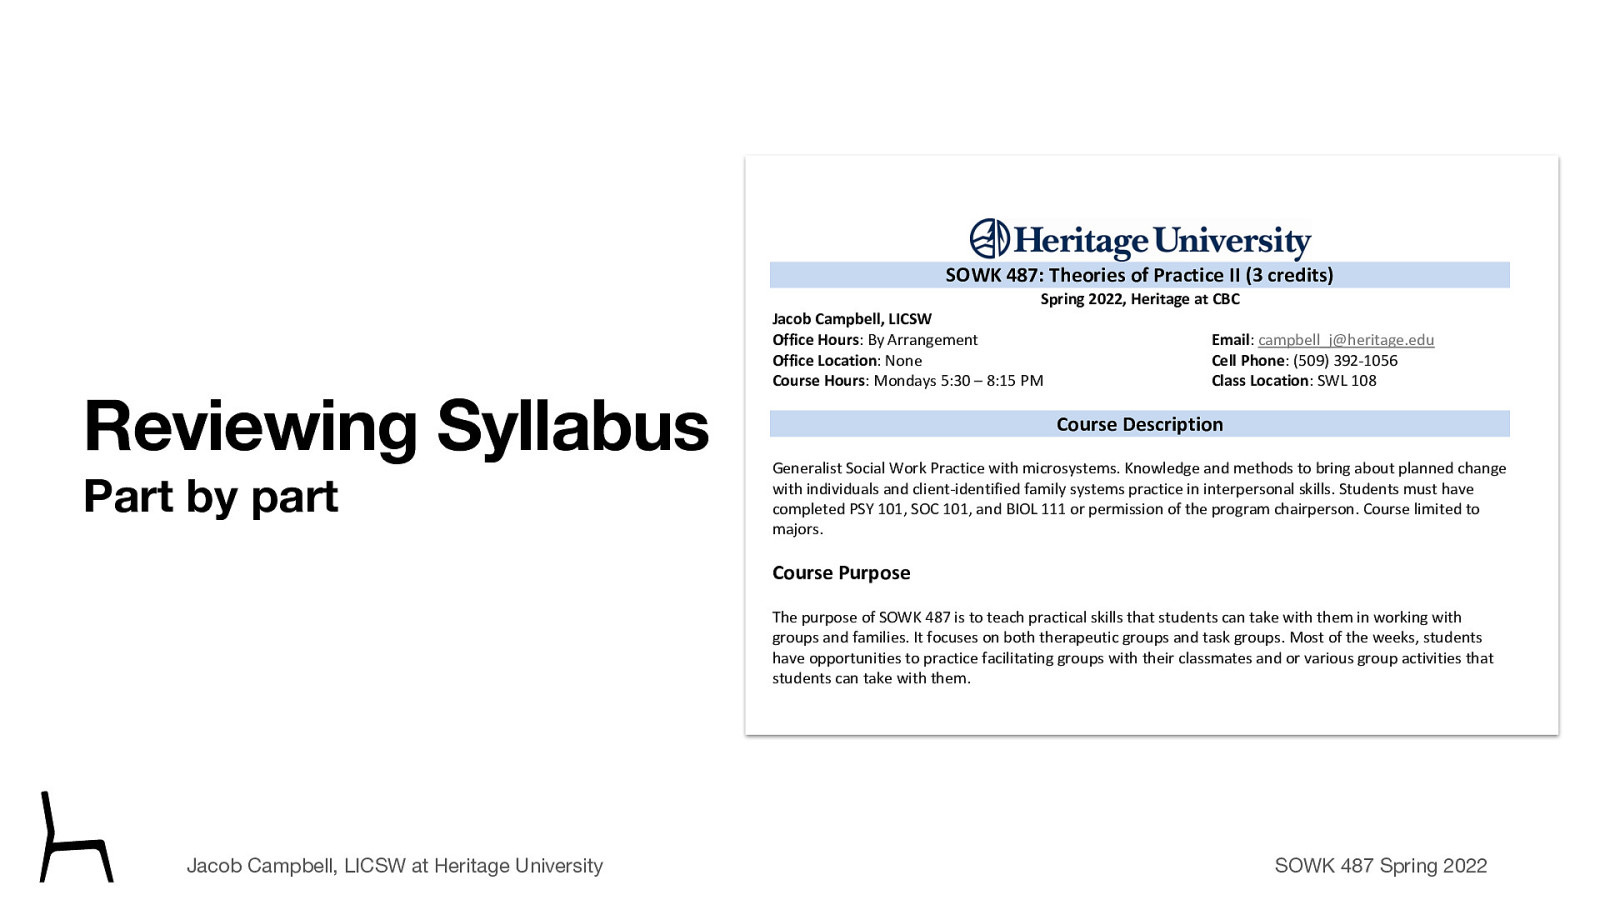 Reviewing Syllabus
Part by part
Heritage University
SOWK 487: Theories of Practice II (3 credits)
Spring 2022, Heritage at CBC
Jacob Campbell, LICSW
Office Hours: By Arrangement
Email: campbell_j@heritage.edu
Office Location: None
Cell Phone: (509) 392-1056
Course Hours: Mondays 5:30 – 8:15 PM
Class Location: SWL 108
Course Description
Generalist Social Work Practice with microsystems. Knowledge and methods to bring about planned change
with individuals and client-identified family systems practice in interpersonal skills. Students must have
completed PSY 101, SOC 101, and BIOL 111 or permission of the program chairperson. Course limited to
majors.
Course Purpose
The purpose of SOWK 487 is to teach practical skills that students can take with them in working with
groups and families. It focuses on both therapeutic groups and task groups. Most of the weeks, students
have opportunities to practice facilitating groups with their classmates and or various group activities that
students can take with them.
Jacob Campbell, LICSW at Heritage University
SOWK 487 Spring 2022